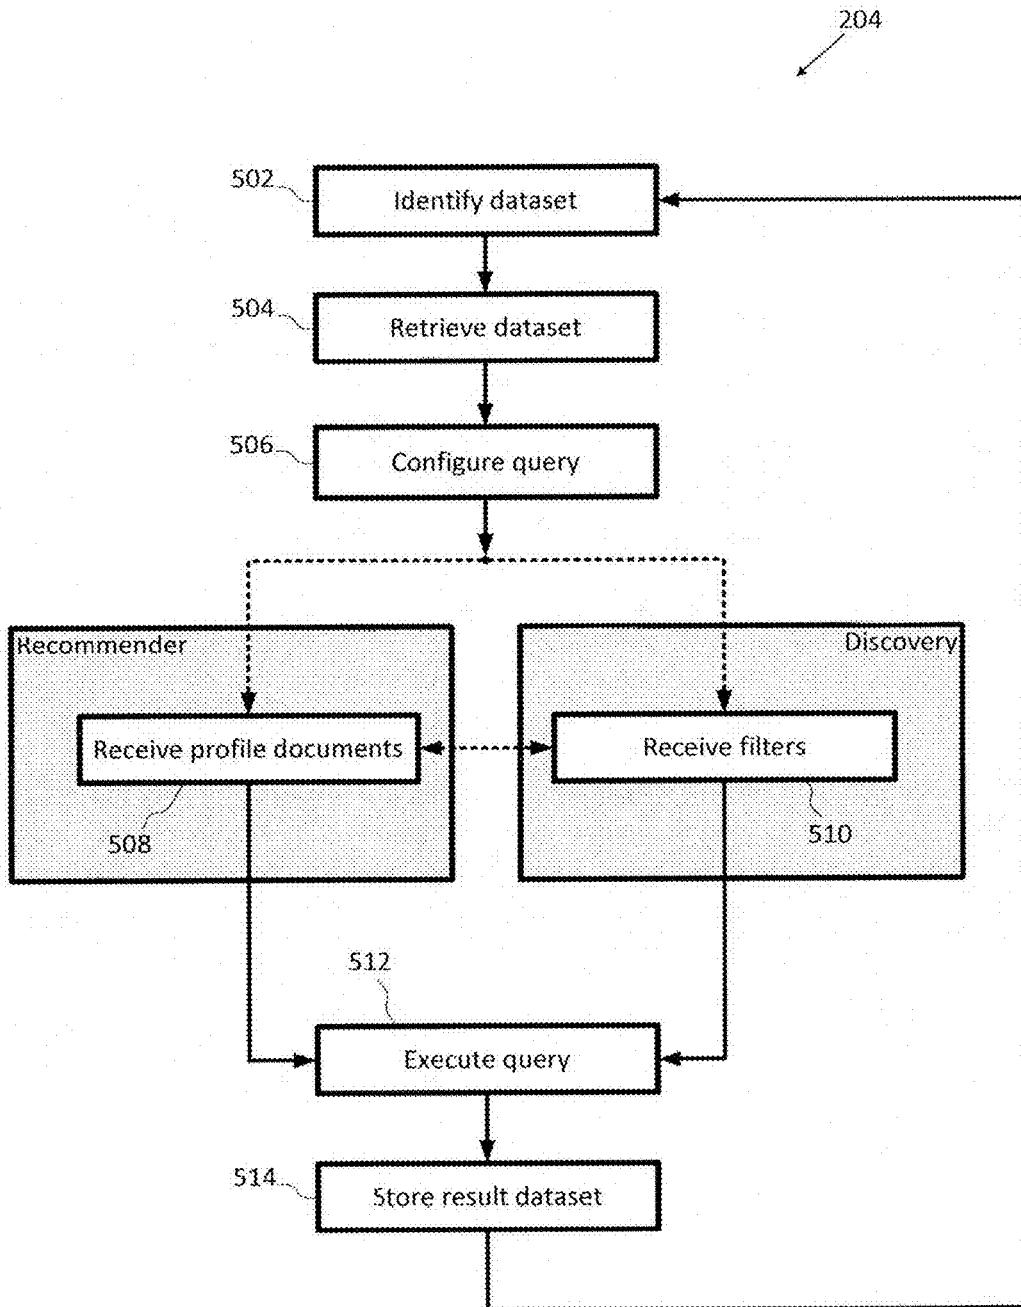 204
502
Identify dataset
504
Retrieve dataset
506
Configure query
Recommender
Discovery
Receive profile documents
Receive filters
508
510
512
Execute query
514
Store result dataset